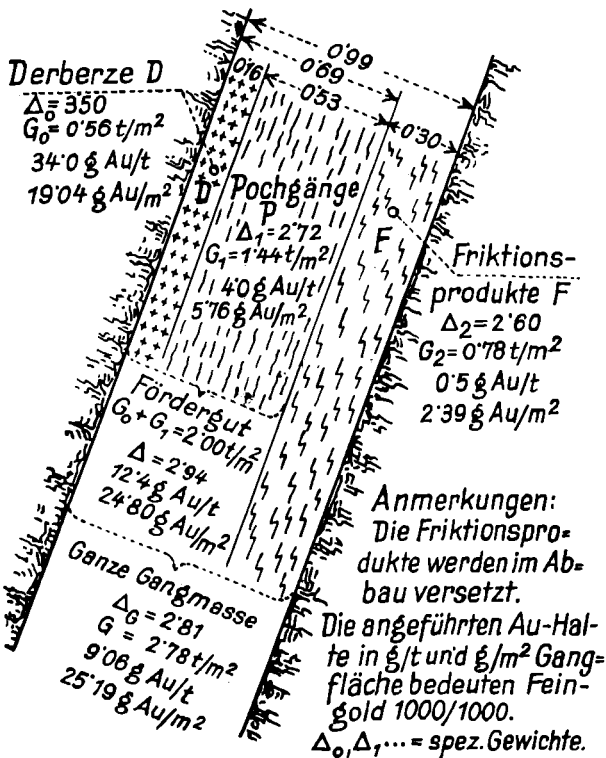 0·99
0·69
0·16
0·53
0·30
Derberze D
Δ₀=350
G₀=0·56 t/m²
34·0 g Au/t
19·04 g Au/m²
D
Pochgänge
P
Δ₁=2·72
G₁=1·44 t/m²
4·0 g Au/t
5·76 g Au/m²
F
Friktions-
produkte F
Δ₂=2·60
G₂=0·78 t/m²
0·5 g Au/t
2·39 g Au/m²
Fördergut
G₀+G₁=2·00 t/m²
Δ=2·94
12·4 g Au/t
24·80 g Au/m²
Ganze Gangmasse
Δ_G=2·81
G=2·78 t/m²
9·06 g Au/t
25·19 g Au/m²
Anmerkungen:
Die Friktionspro=
dukte werden im Ab=
bau versetzt.
Die angeführten Au-Hal-
te in g/t und g/m² Gang=
fläche bedeuten Fein-
gold 1000/1000.
Δ₀, Δ₁ ... = spez. Gewichte.